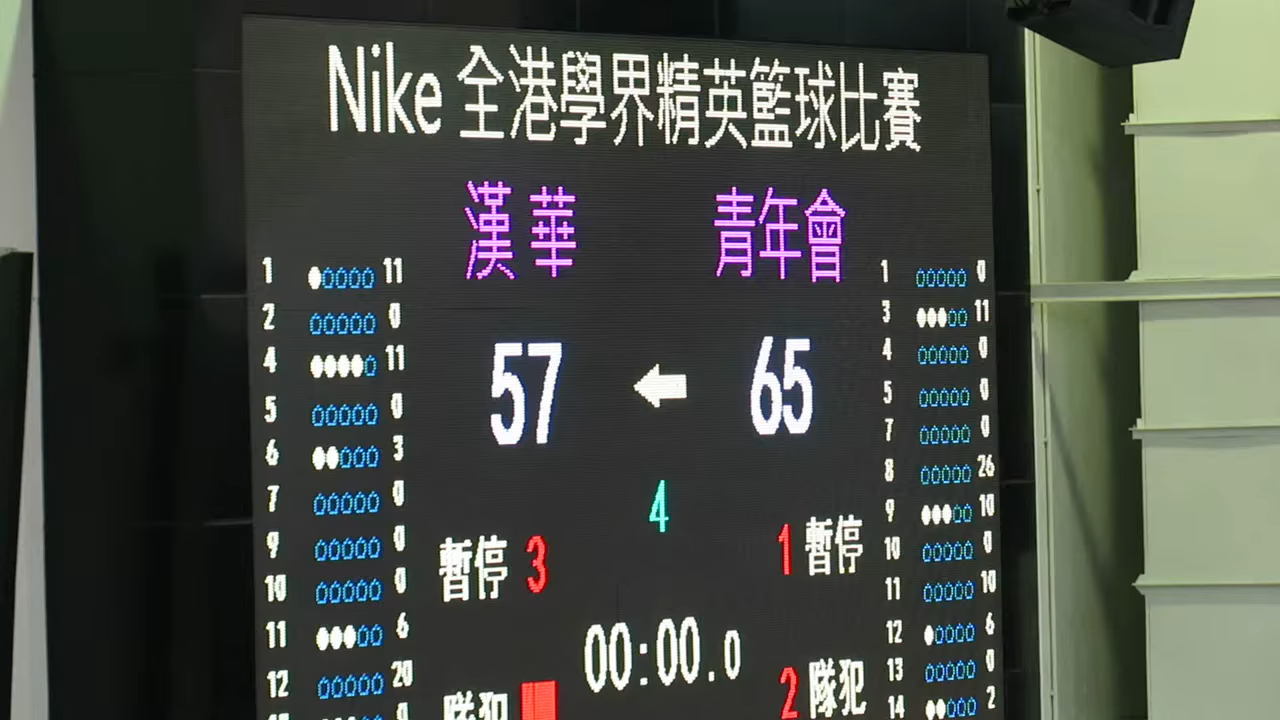 Nike 全港學界精英籃球比賽
漢華 青年會
1 11 1 0
2 0 3 11
4 11 4 0
5 0 5 0
6 3 7 0
7 0 8 26
9 0 9 10
10 0 10 0
11 6 11 10
12 20 12 6
13 0
14 2
57 65
4
暫停 3 1 暫停
00:00.0
隊犯 2 隊犯